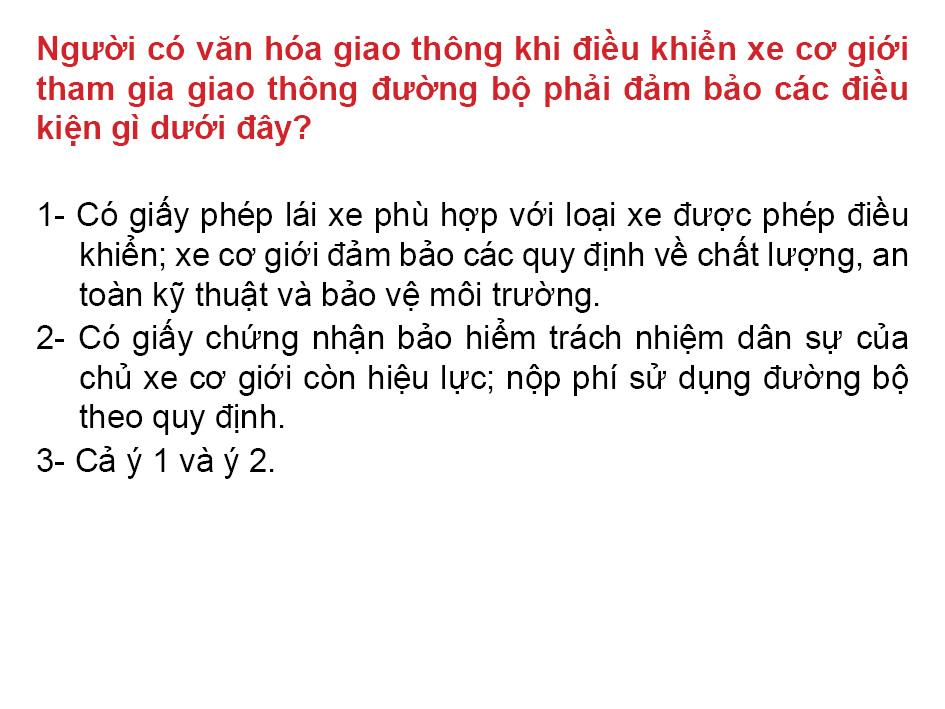 Người có văn hóa giao thông khi điều khiển xe cơ giới
tham gia giao thông đường bộ phải đảm bảo các điều
kiện gì dưới đây?
1- Có giấy phép lái xe phù hợp với loại xe được phép điều
khiển; xe cơ giới đảm bảo các quy định về chất lượng, an
toàn kỹ thuật và bảo vệ môi trường.
2- Có giấy chứng nhận bảo hiểm trách nhiệm dân sự của
chủ xe cơ giới còn hiệu lực; nộp phí sử dụng đường bộ
theo quy định.
3- Cả ý 1 và ý 2.